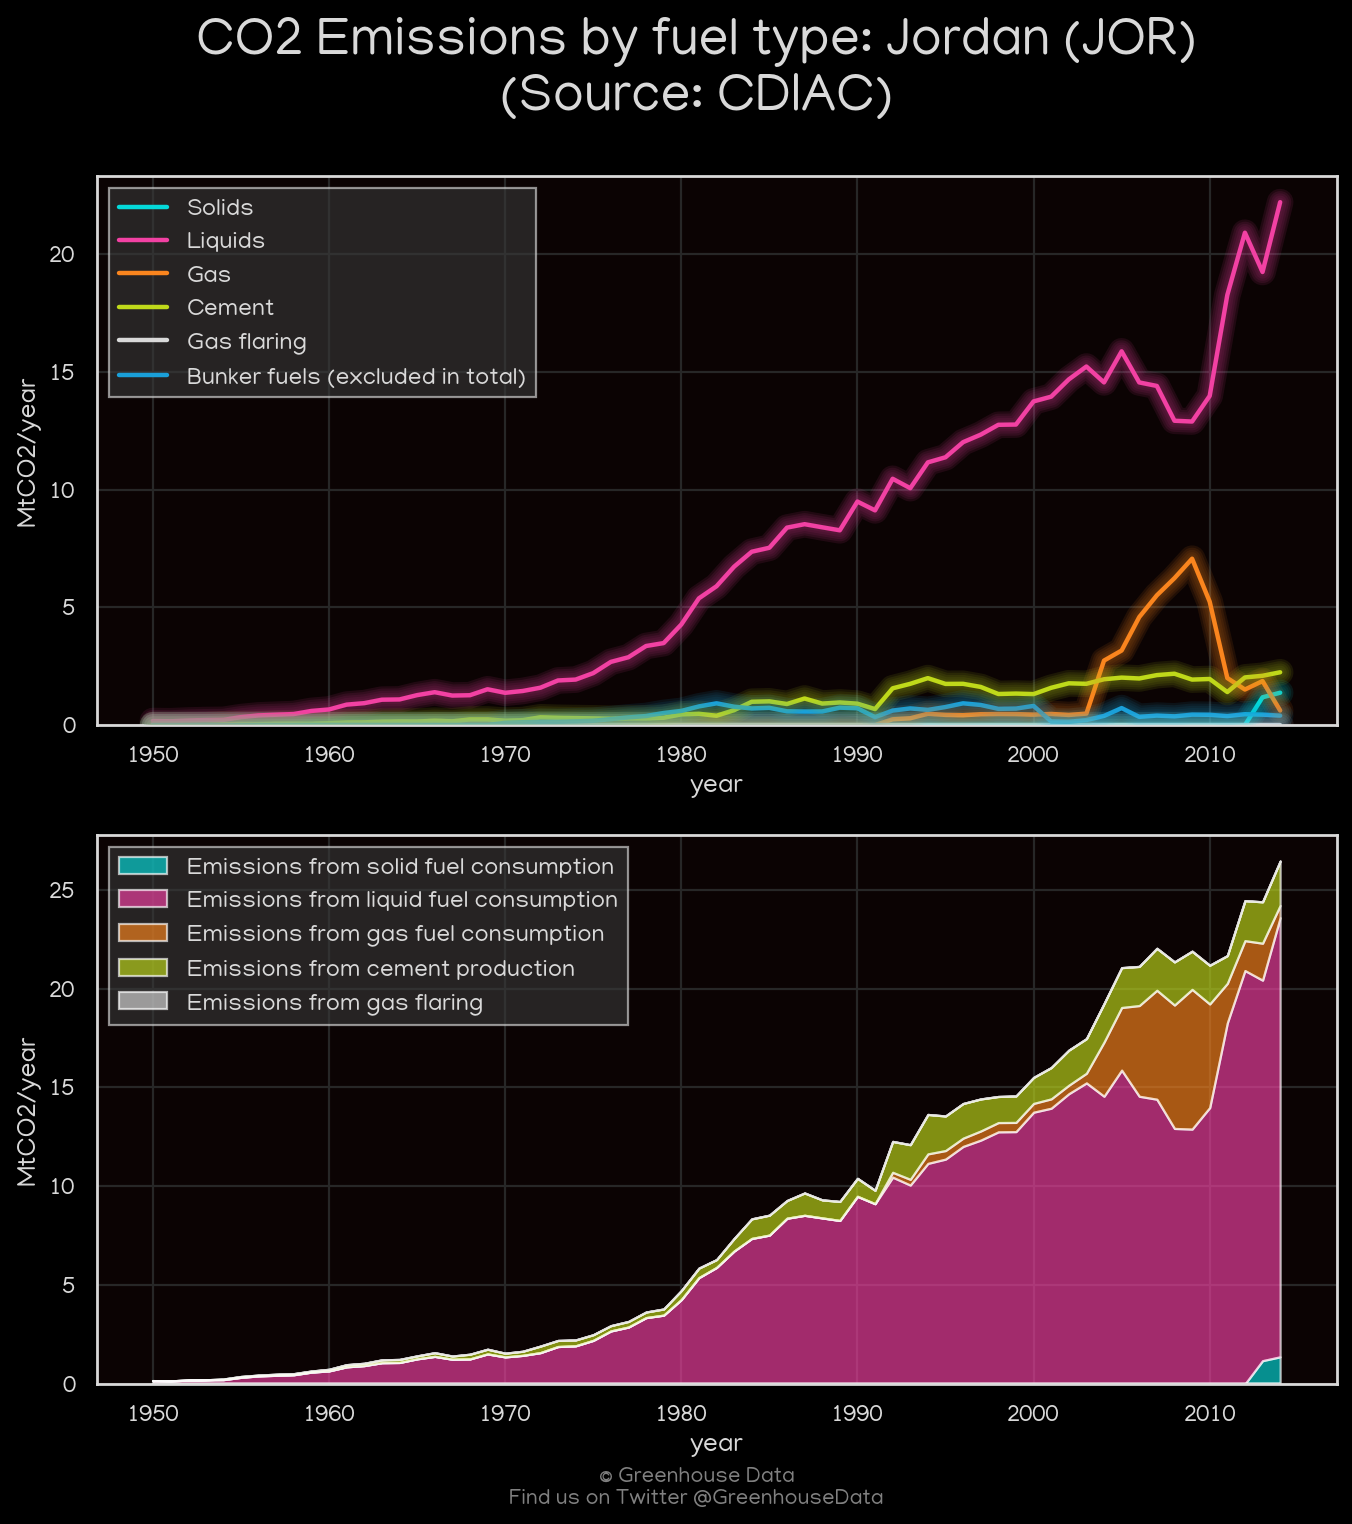 CO2 Emissions by fuel type: Jordan (JOR)
(Source: CDIAC)
Solids
Liquids
Gas
Cement
Gas flaring
Bunker fuels (excluded in total)
MtCO2/year
20
15
10
5
0
1950 1960 1970 1980 1990 2000 2010
year
Emissions from solid fuel consumption
Emissions from liquid fuel consumption
Emissions from gas fuel consumption
Emissions from cement production
Emissions from gas flaring
MtCO2/year
25
20
15
10
5
0
1950 1960 1970 1980 1990 2000 2010
year
© Greenhouse Data
Find us on Twitter @GreenhouseData